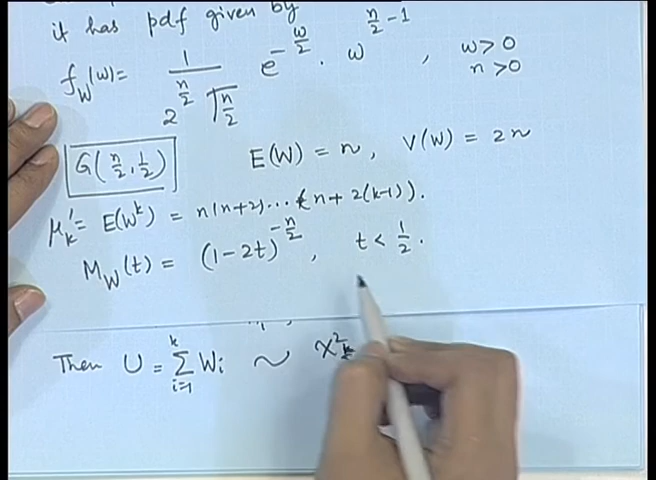 it has pdf given by
f_W(w) = 1 / (2^{n/2} Γ(n/2)) e^{-w/2} . w^{n/2 - 1} , w > 0
n > 0
G(n/2, 1/2) E(W) = n, V(W) = 2n
μ'_k = E(W^k) = n(n+2)...(n+2(k-1)).
M_W(t) = (1-2t)^{-n/2} , t < 1/2 .
Then U = Σ_{i=1}^{k} W_i ~ χ²